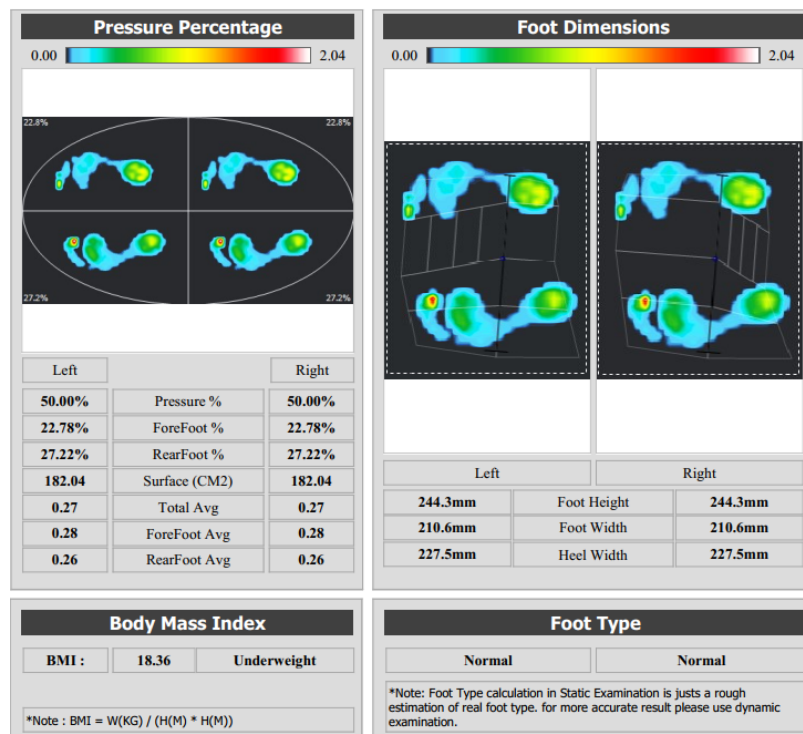 Pressure Percentage
0.00 2.04
22.8% 22.8%
27.2% 27.2%
Left Right
50.00% Pressure % 50.00%
22.78% ForeFoot % 22.78%
27.22% RearFoot % 27.22%
182.04 Surface (CM2) 182.04
0.27 Total Avg 0.27
0.28 ForeFoot Avg 0.28
0.26 RearFoot Avg 0.26
Foot Dimensions
0.00 2.04
Left Right
244.3mm Foot Height 244.3mm
210.6mm Foot Width 210.6mm
227.5mm Heel Width 227.5mm
Body Mass Index
BMI : 18.36 Underweight
*Note : BMI = W(KG) / (H(M) * H(M))
Foot Type
Normal Normal
*Note: Foot Type calculation in Static Examination is justs a rough
estimation of real foot type. for more accurate result please use dynamic
examination.